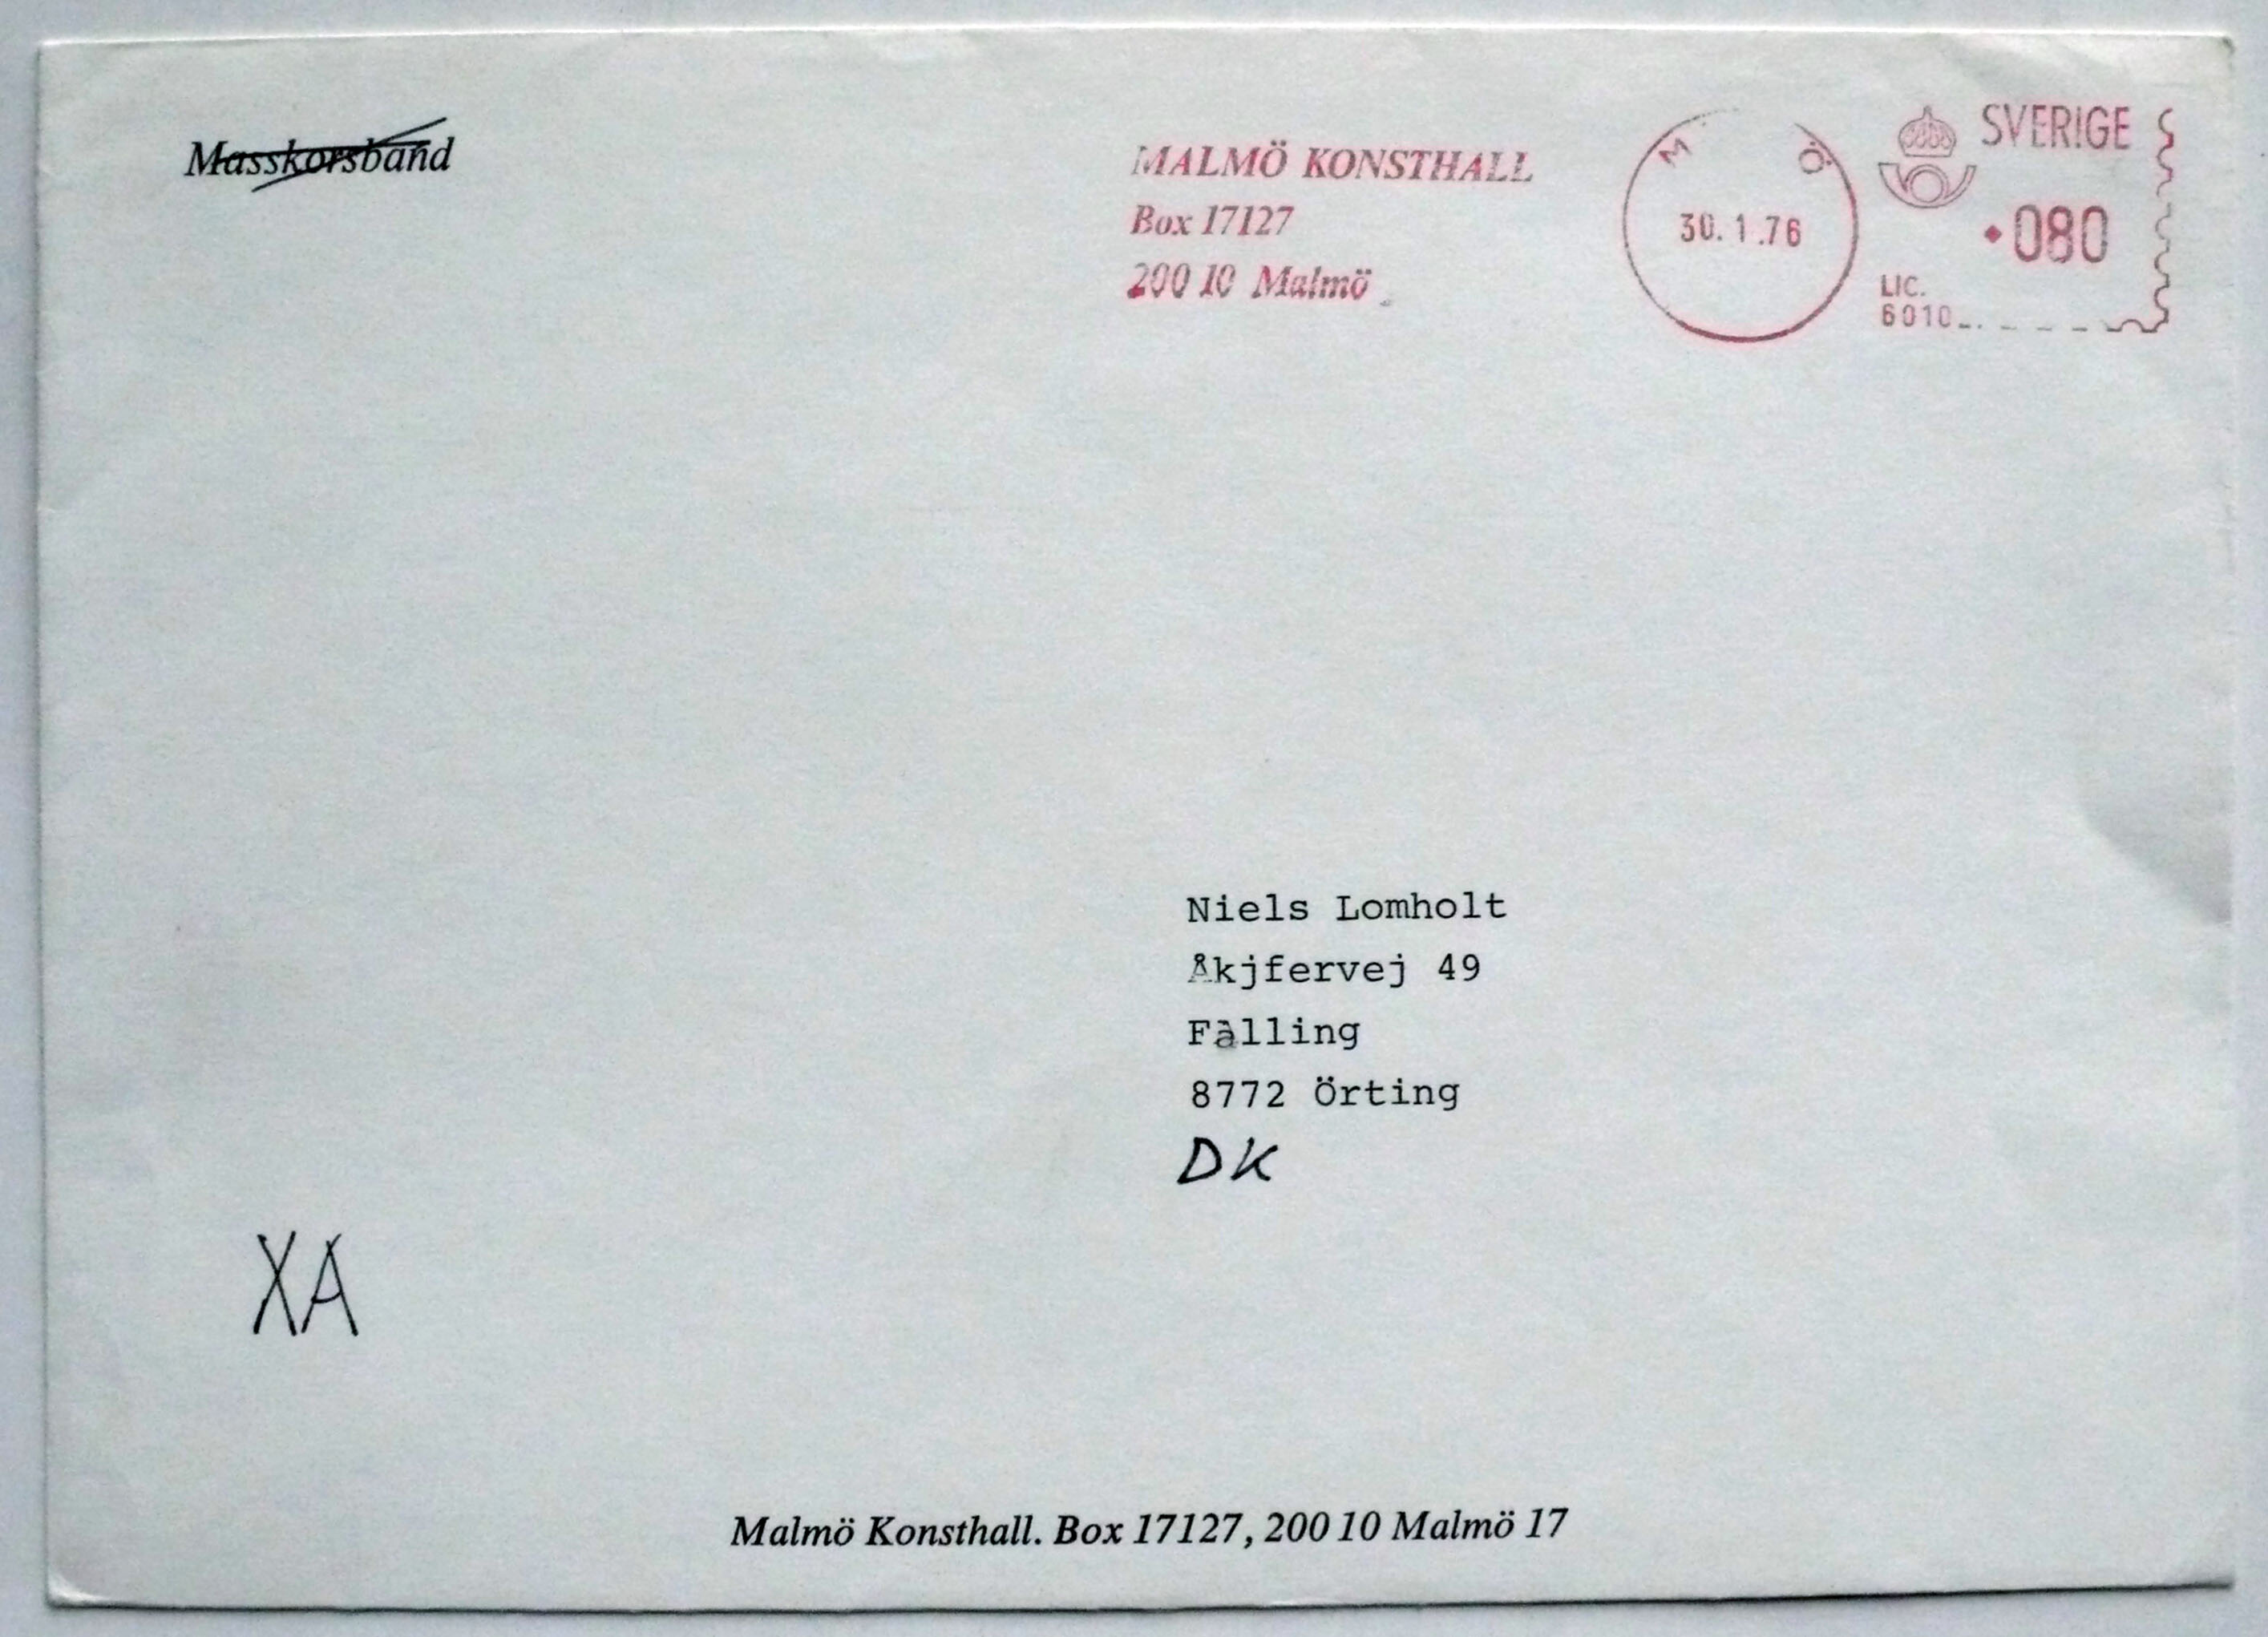 Masskorsband
MALMÖ KONSTHALL
Box 17127
200 10 Malmö
M Ö
30.1.76
SVERIGE
080
LIC.
6010
Niels Lomholt
Åkjfervej 49
Fàlling
8772 Örting
DK
XA
Malmö Konsthall. Box 17127, 200 10 Malmö 17